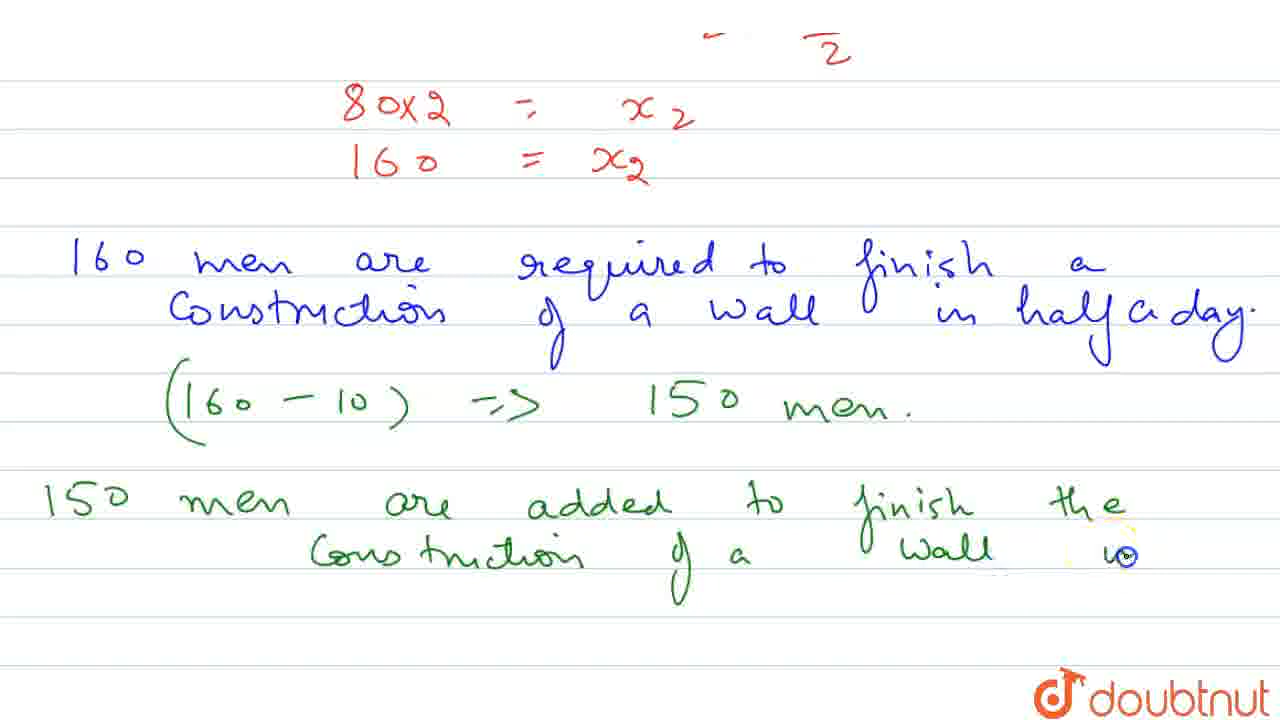 2
80×2 = x₂
160 = x₂
160 men are required to finish a
Construction of a wall in half a day.
(160 - 10) => 150 men.
150 men are added to finish the
Construction of a wall
doubtnut